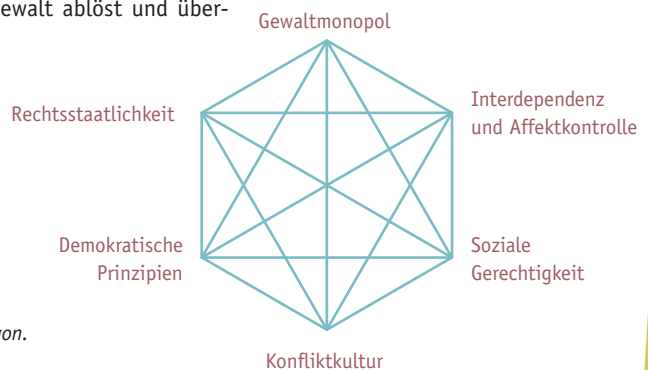 ewalt ablöst und über-
Gewaltmonopol
Rechtsstaatlichkeit
Interdependenz
und Affektkontrolle
Demokratische
Prinzipien
Soziale
Gerechtigkeit
on.
Konfliktkultur